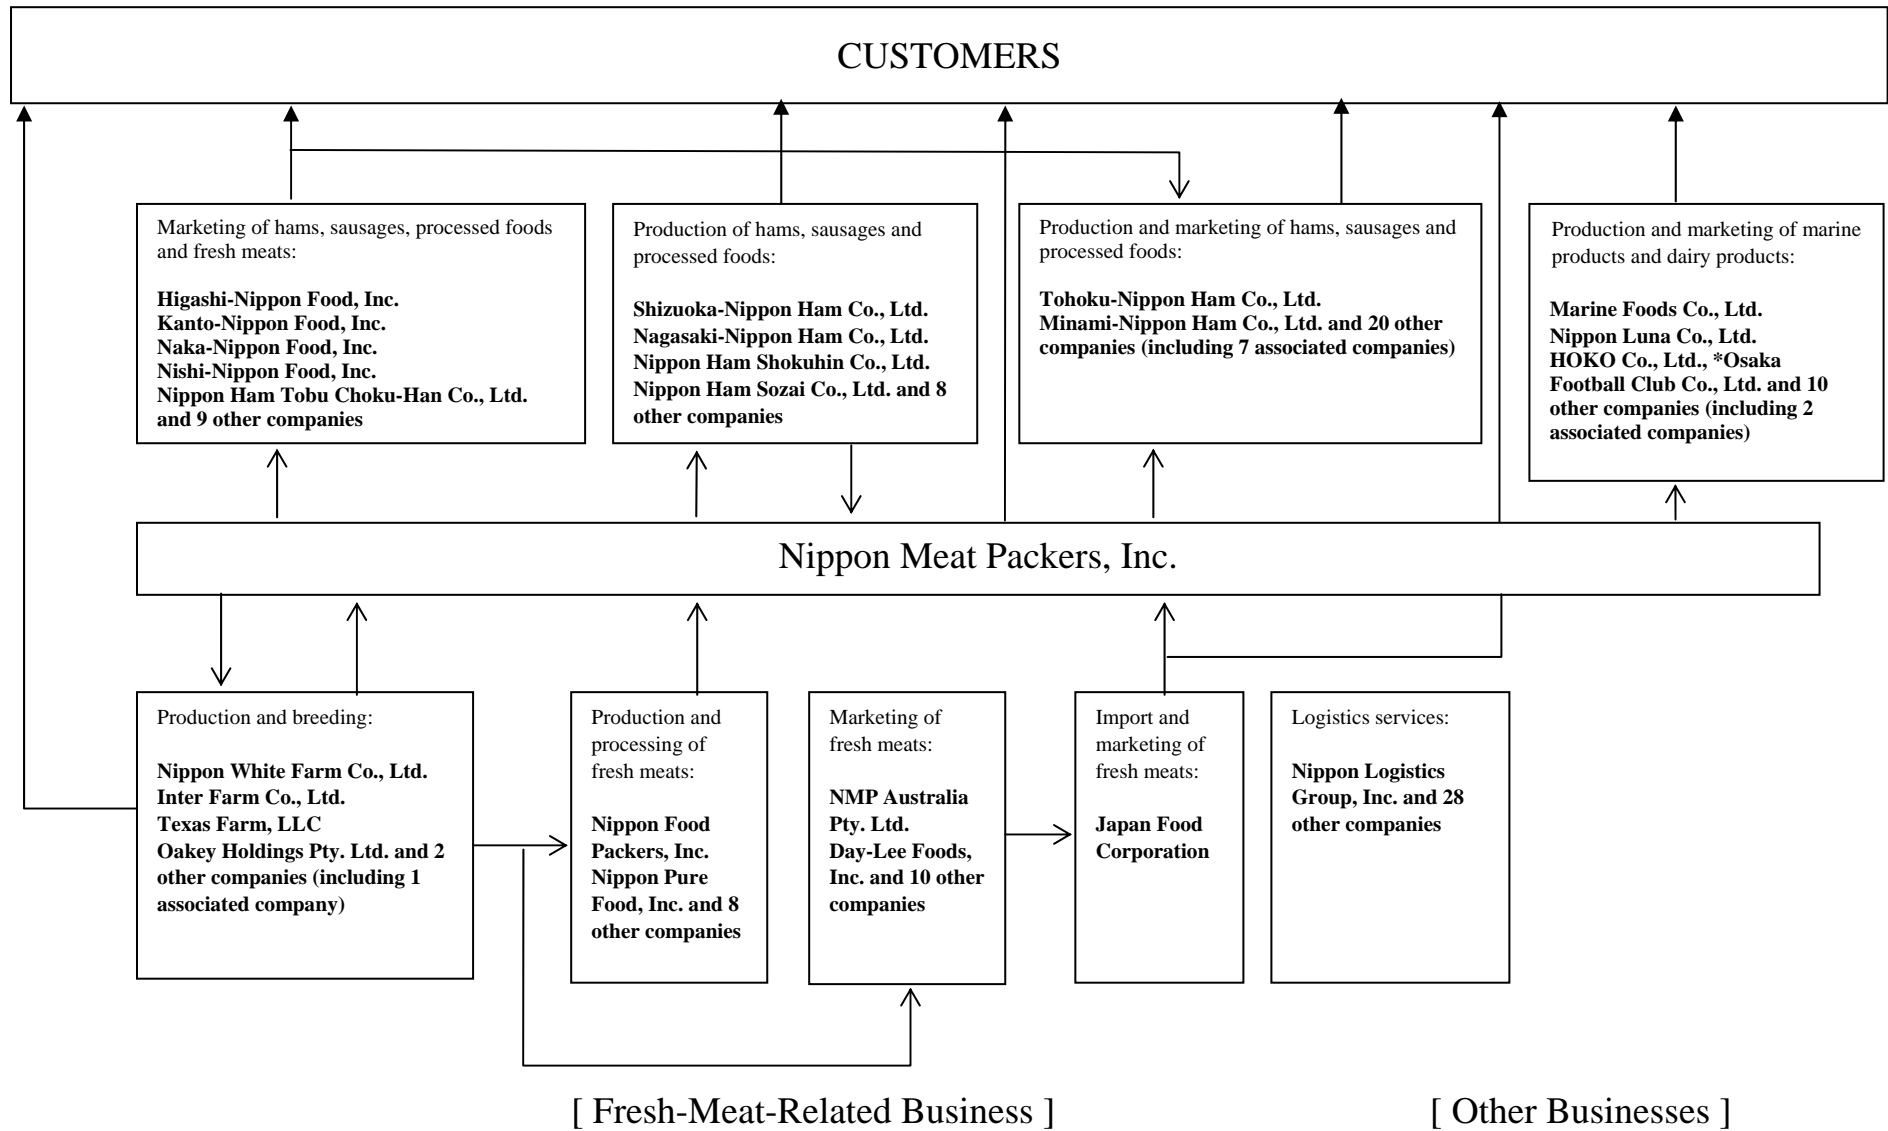 CUSTOMERS
Marketing of hams, sausages, processed foods
and fresh meats:
Higashi-Nippon Food, Inc.
Kanto-Nippon Food, Inc.
Naka-Nippon Food, Inc.
Nishi-Nippon Food, Inc.
Nippon Ham Tobu Choku-Han Co., Ltd.
and 9 other companies
Production of hams, sausages and
processed foods:
Shizuoka-Nippon Ham Co., Ltd.
Nagasaki-Nippon Ham Co., Ltd.
Nippon Ham Shokuhin Co., Ltd.
Nippon Ham Sozai Co., Ltd. and 8
other companies
Production and marketing of hams, sausages and
processed foods:
Tohoku-Nippon Ham Co., Ltd.
Minami-Nippon Ham Co., Ltd. and 20 other
companies (including 7 associated companies)
Production and marketing of marine
products and dairy products:
Marine Foods Co., Ltd.
Nippon Luna Co., Ltd.
HOKO Co., Ltd., *Osaka
Football Club Co., Ltd. and 10
other companies (including 2
associated companies)
Nippon Meat Packers, Inc.
Production and breeding:
Nippon White Farm Co., Ltd.
Inter Farm Co., Ltd.
Texas Farm, LLC
Oakey Holdings Pty. Ltd. and 2
other companies (including 1
associated company)
Production and
processing of
fresh meats:
Nippon Food
Packers, Inc.
Nippon Pure
Food, Inc. and 8
other companies
Marketing of
fresh meats:
NMP Australia
Pty. Ltd.
Day-Lee Foods,
Inc. and 10 other
companies
Import and
marketing of
fresh meats:
Japan Food
Corporation
Logistics services:
Nippon Logistics
Group, Inc. and 28
other companies
[ Fresh-Meat-Related Business ]
[ Other Businesses ]